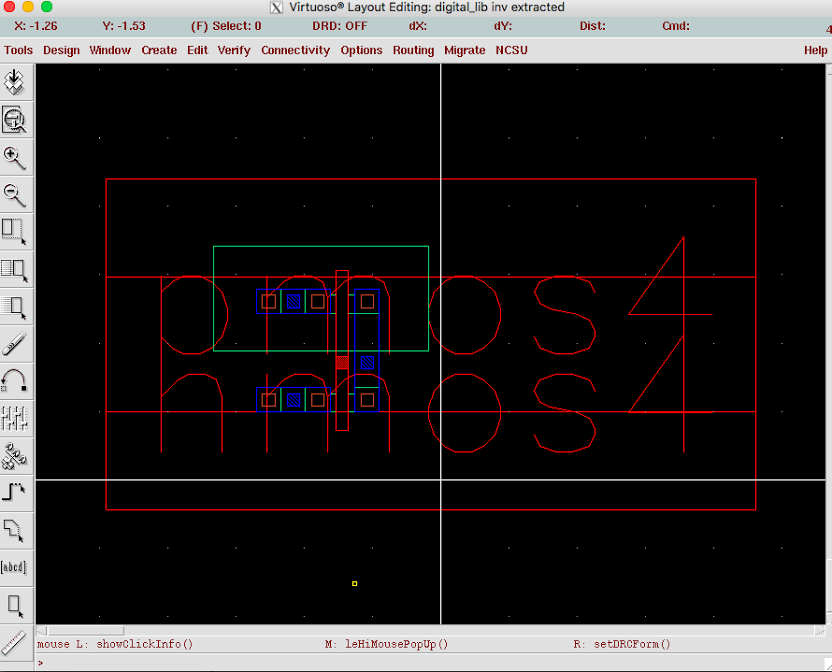 Virtuoso® Layout Editing: digital_lib inv extracted
X: -1.26 Y: -1.53 (F) Select: 0 DRD: OFF dX: dY: Dist: Cmd: 4
Tools Design Window Create Edit Verify Connectivity Options Routing Migrate NCSU Help
pmos4
nmos4
[abcd]
mouse L: showClickInfo() M: leHiMousePopUp() R: setDRCForm()
>